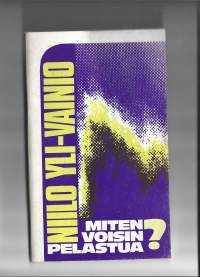 NIILO YLI-VAINIO
MITEN
VOISIN
PELASTUA?